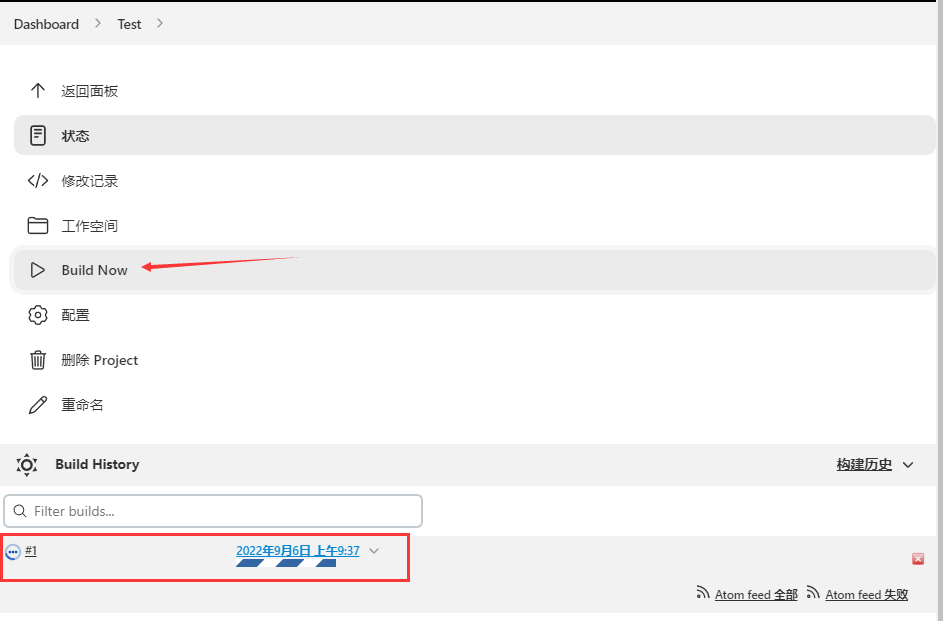 Dashboard > Test >
返回面板
状态
修改记录
工作空间
Build Now
配置
删除 Project
重命名
Build History 构建历史
Filter builds...
#1 2022年9月6日 上午9:37
Atom feed 全部 Atom feed 失败